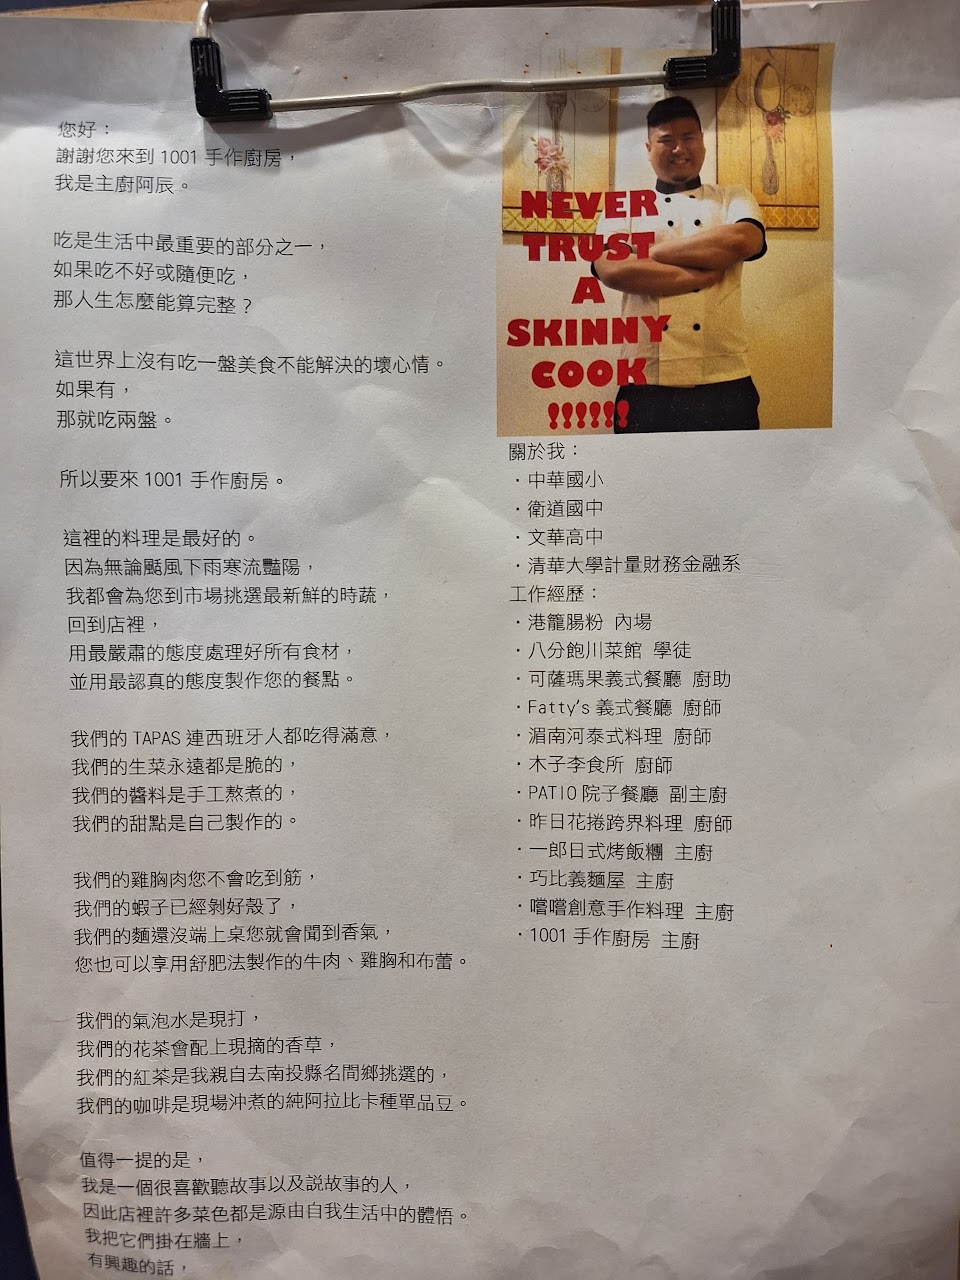 您好：
謝謝您來到 1001 手作廚房，
我是主廚阿辰。
吃是生活中最重要的部分之一，
如果吃不好或隨便吃，
那人生怎麼能算完整？
這世界上沒有吃一盤美食不能解決的壞心情。
如果有，
那就吃兩盤。
所以要來 1001 手作廚房。
這裡的料理是最好的。
因為無論颳風下雨寒流豔陽，
我都會為您到市場挑選最新鮮的時蔬，
回到店裡，
用最嚴肅的態度處理好所有食材，
並用最認真的態度製作您的餐點。
我們的 TAPAS 連西班牙人都吃得滿意，
我們的生菜永遠都是脆的，
我們的醬料是手工熬煮的，
我們的甜點是自己製作的。
我們的雞胸肉您不會吃到筋，
我們的蝦子已經剝好殼了，
我們的麵還沒端上桌您就會聞到香氣，
您也可以享用舒肥法製作的牛肉、雞胸和布蕾。
我們的氣泡水是現打，
我們的花茶會配上現摘的香草，
我們的紅茶是我親自去南投縣名間鄉挑選的，
我們的咖啡是現場沖煮的純阿拉比卡種單品豆。
值得一提的是，
我是一個很喜歡聽故事以及說故事的人，
因此店裡許多菜色都是源由自我生活中的體悟。
我把它們掛在牆上，
有興趣的話，
NEVER
TRUST
A
SKINNY
COOK
!!!!!!
關於我：
・中華國小
・衛道國中
・文華高中
・清華大學計量財務金融系
工作經歷：
・港籠腸粉 內場
・八分飽川菜館 學徒
・可薩瑪果義式餐廳 廚助
・Fatty's 義式餐廳 廚師
・湄南河泰式料理 廚師
・木子李食所 廚師
・PATIO 院子餐廳 副主廚
・昨日花捲跨界料理 廚師
・一郎日式烤飯糰 主廚
・巧比義麵屋 主廚
・嚐嚐創意手作料理 主廚
・1001 手作廚房 主廚